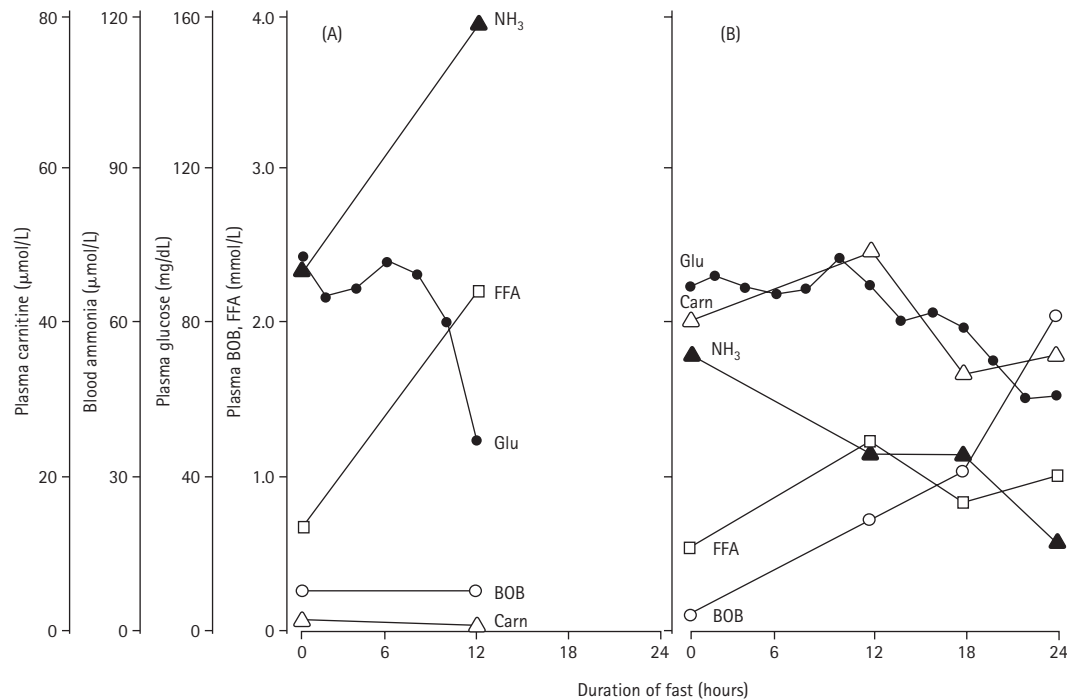 Plasma carnitine (μmol/L)
80
60
40
20
0
Blood ammonia (μmol/L)
120
90
60
30
0
Plasma glucose (mg/dL)
160
120
80
40
0
Plasma BOB, FFA (mmol/L)
4.0
3.0
2.0
1.0
0
(A)
NH3
FFA
Glu
BOB
Carn
0 6 12 18 24
(B)
Glu
Carn
NH3
FFA
BOB
0 6 12 18 24
Duration of fast (hours)